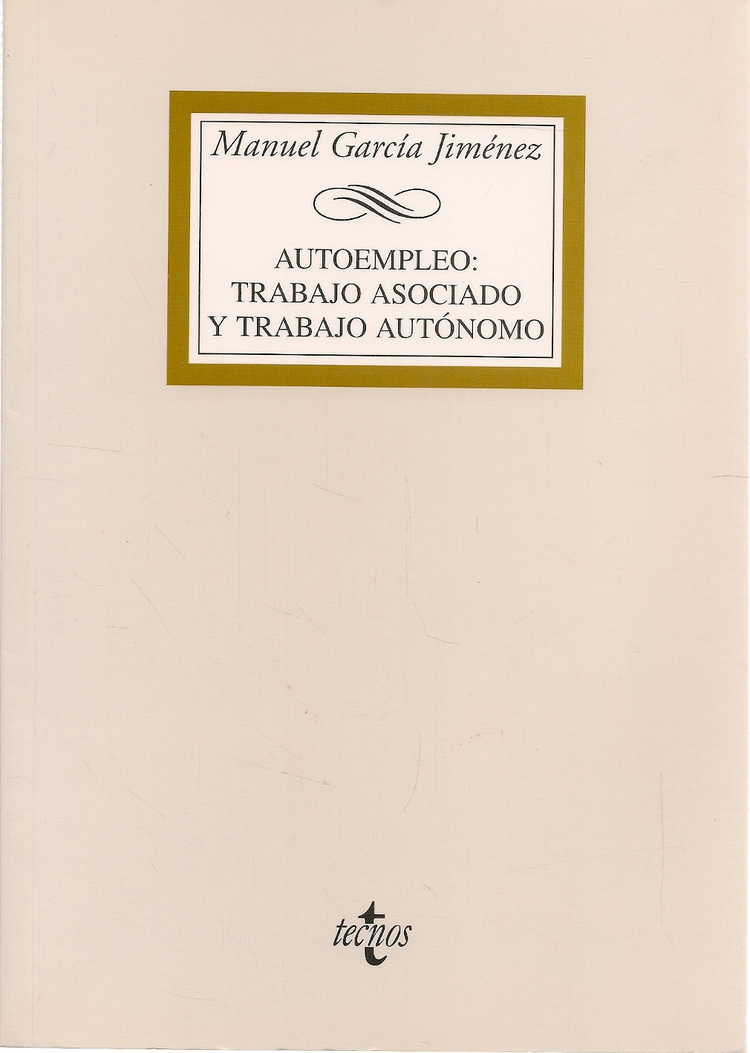 Manuel García Jiménez
AUTOEMPLEO:
TRABAJO ASOCIADO
Y TRABAJO AUTÓNOMO
tecnos